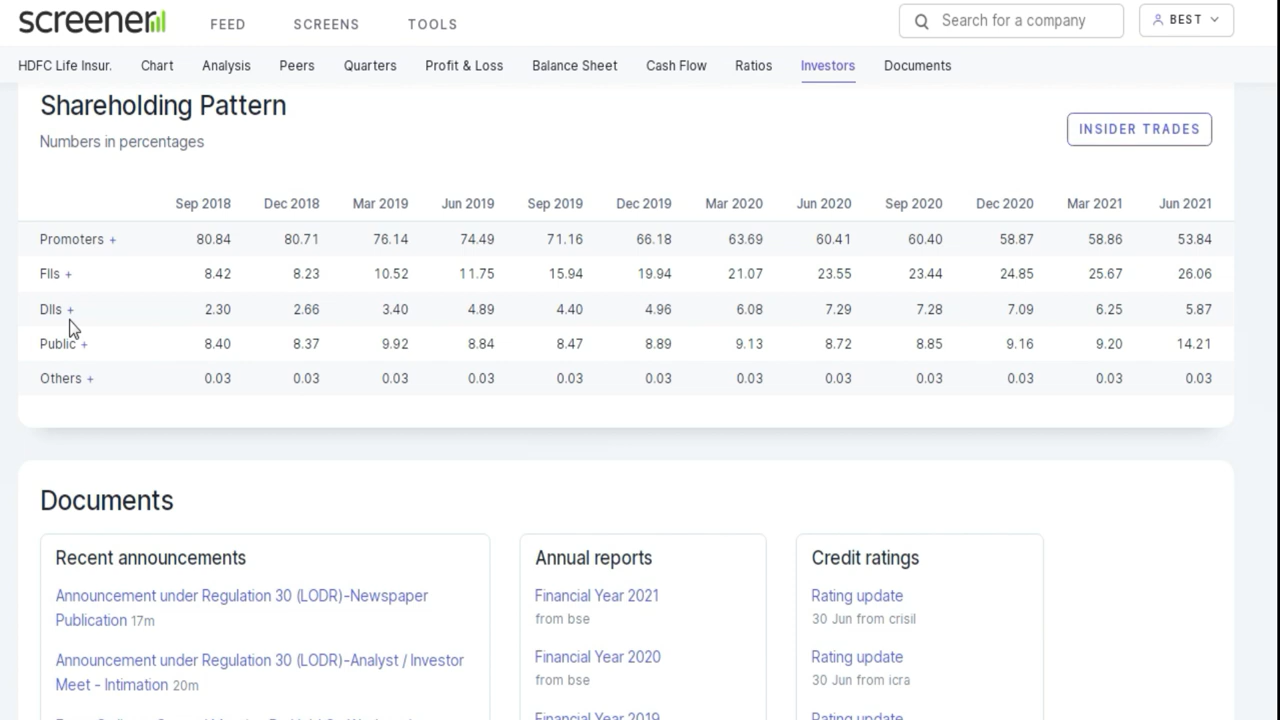 screener FEED SCREENS TOOLS Search for a company BEST
HDFC Life Insur. Chart Analysis Peers Quarters Profit & Loss Balance Sheet Cash Flow Ratios Investors Documents
Shareholding Pattern
Numbers in percentages
INSIDER TRADES
Sep 2018 Dec 2018 Mar 2019 Jun 2019 Sep 2019 Dec 2019 Mar 2020 Jun 2020 Sep 2020 Dec 2020 Mar 2021 Jun 2021
Promoters + 80.84 80.71 76.14 74.49 71.16 66.18 63.69 60.41 60.40 58.87 58.86 53.84
FIIs + 8.42 8.23 10.52 11.75 15.94 19.94 21.07 23.55 23.44 24.85 25.67 26.06
DIIs + 2.30 2.66 3.40 4.89 4.40 4.96 6.08 7.29 7.28 7.09 6.25 5.87
Public + 8.40 8.37 9.92 8.84 8.47 8.89 9.13 8.72 8.85 9.16 9.20 14.21
Others + 0.03 0.03 0.03 0.03 0.03 0.03 0.03 0.03 0.03 0.03 0.03 0.03
Documents
Recent announcements
Announcement under Regulation 30 (LODR)-Newspaper
Publication 17m
Announcement under Regulation 30 (LODR)-Analyst / Investor
Meet - Intimation 20m
Annual reports
Financial Year 2021
from bse
Financial Year 2020
from bse
Financial Year 2019
Credit ratings
Rating update
30 Jun from crisil
Rating update
30 Jun from icra
Rating update